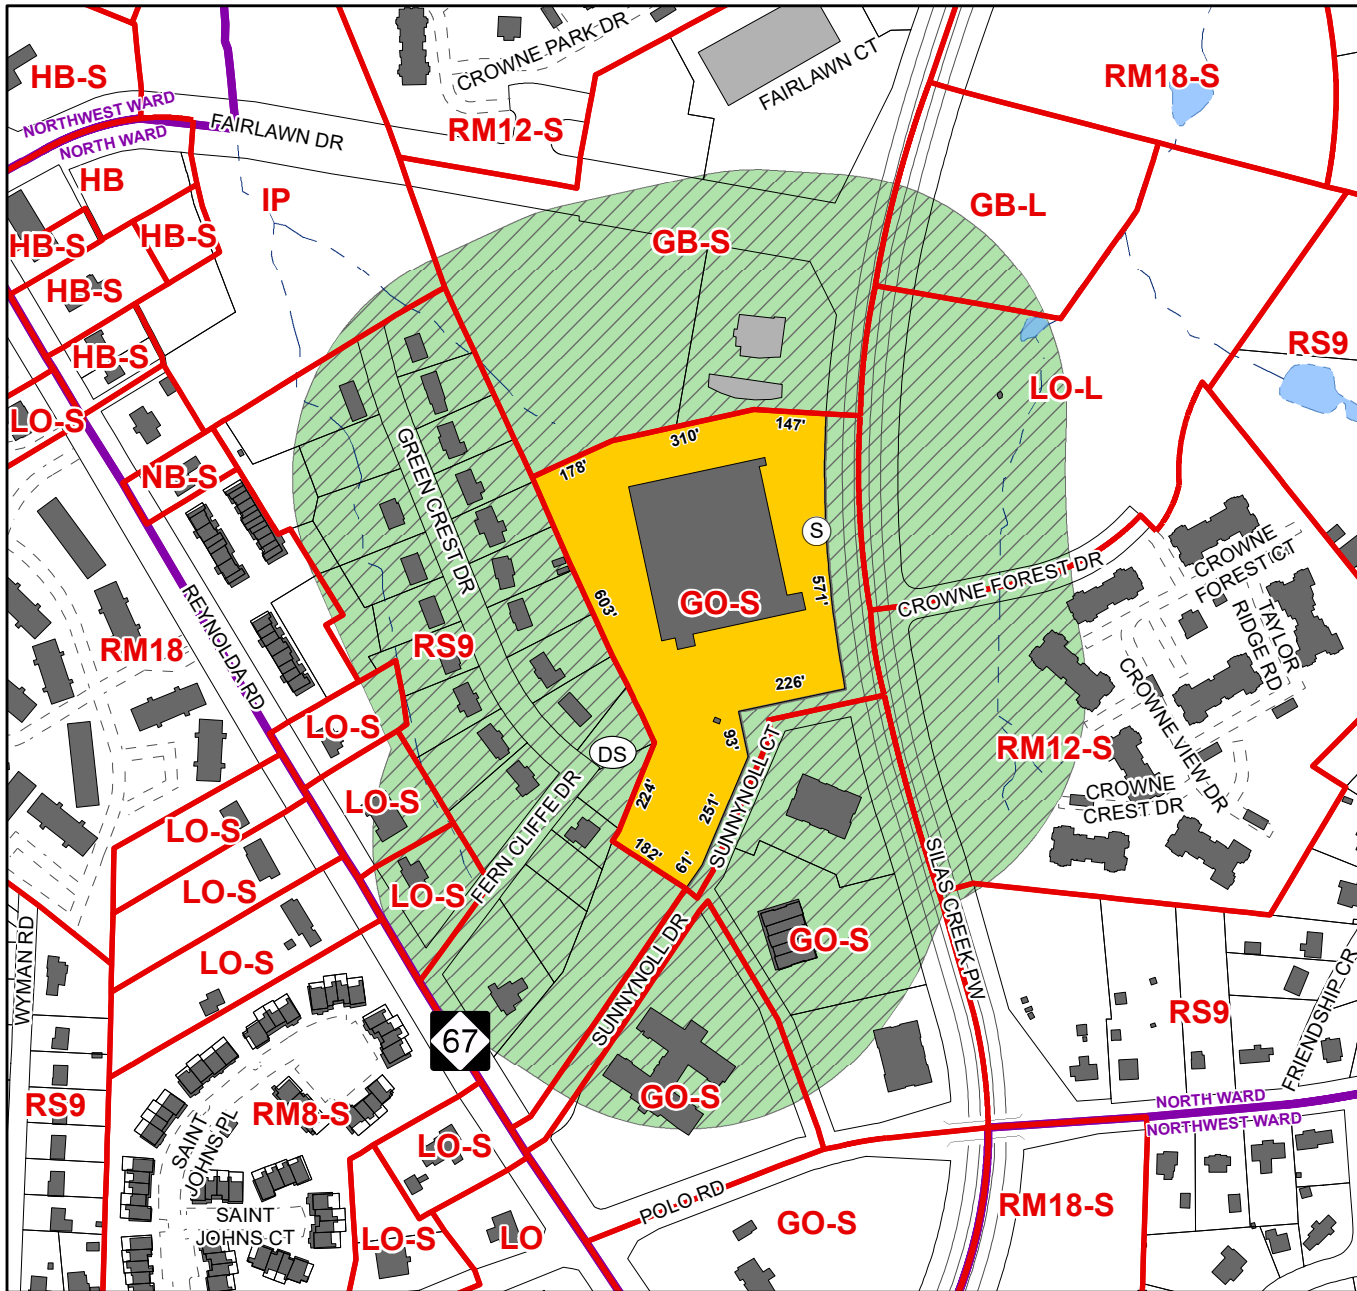 CROWNE PARK DR
FAIRLAWN CT
HB-S
RM18-S
NORTHWEST WARD
NORTH WARD
FAIRLAWN DR
RM12-S
HB
IP
GB-L
HB-S
HB-S
GB-S
HB-S
HB-S
RS9
LO-S
LO-L
147'
310'
178'
GREEN CREST DR
NB-S
S
CROWNE
FOREST CT
571'
CROWNE FOREST DR
603'
GO-S
TAYLOR
RIDGE RD
REYNOLDA RD
RM18
RS9
226'
CROWNE VIEW DR
LO-S
93'
SUNNYNOLL CT
DS
RM12-S
CROWNE
CREST DR
LO-S
224'
251'
FERN CLIFFE DR
LO-S
182'
61'
SILAS CREEK PW
LO-S
LO-S
WYMAN RD
LO-S
GO-S
SUNNYNOLL DR
FRIENDSHIP CR
RS9
67
GO-S
RS9
RM8-S
NORTH WARD
NORTHWEST WARD
SAINT
JOHNS PL
LO-S
SAINT
JOHNS CT
POLO RD
LO-S
LO
GO-S
RM18-S